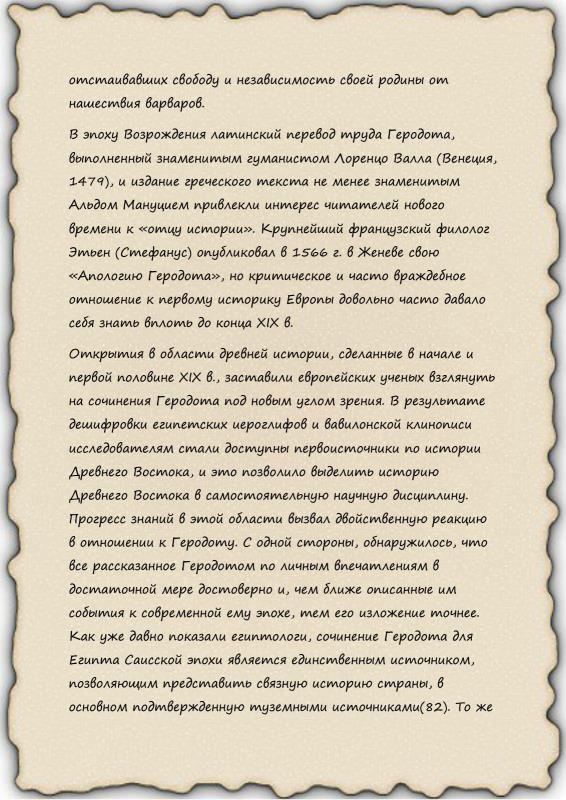 отстаивавших свободу и независимость своей родины от
нашествия варваров.
В эпоху Возрождения латинский перевод труда Геродота,
выполненный знаменитым гуманистом Лоренцо Валла (Венеция,
1479), и издание греческого текста не менее знаменитым
Альдом Мануцием привлекли интерес читателей нового
времени к «отцу истории». Крупнейший французский филолог
Этьен (Стефанус) опубликовал в 1566 г. в Женеве свою
«Апологию Геродота», но критическое и часто враждебное
отношение к первому историку Европы довольно часто давало
себя знать вплоть до конца XIX в.
Открытия в области древней истории, сделанные в начале и
первой половине XIX в., заставили европейских ученых взглянуть
на сочинения Геродота под новым углом зрения. В результате
дешифровки египетских иероглифов и вавилонской клинописи
исследователям стали доступны первоисточники по истории
Древнего Востока, и это позволило выделить историю
Древнего Востока в самостоятельную научную дисциплину.
Прогресс знаний в этой области вызвал двойственную реакцию
в отношении к Геродоту. С одной стороны, обнаружилось, что
все рассказанное Геродотом по личным впечатлениям в
достаточной мере достоверно и, чем ближе описанные им
события к современной ему эпохе, тем его изложение точнее.
Как уже давно показали египтологи, сочинение Геродота для
Египта Саисской эпохи является единственным источником,
позволяющим представить связную историю страны, в
основном подтвержденную туземными источниками(82). То же